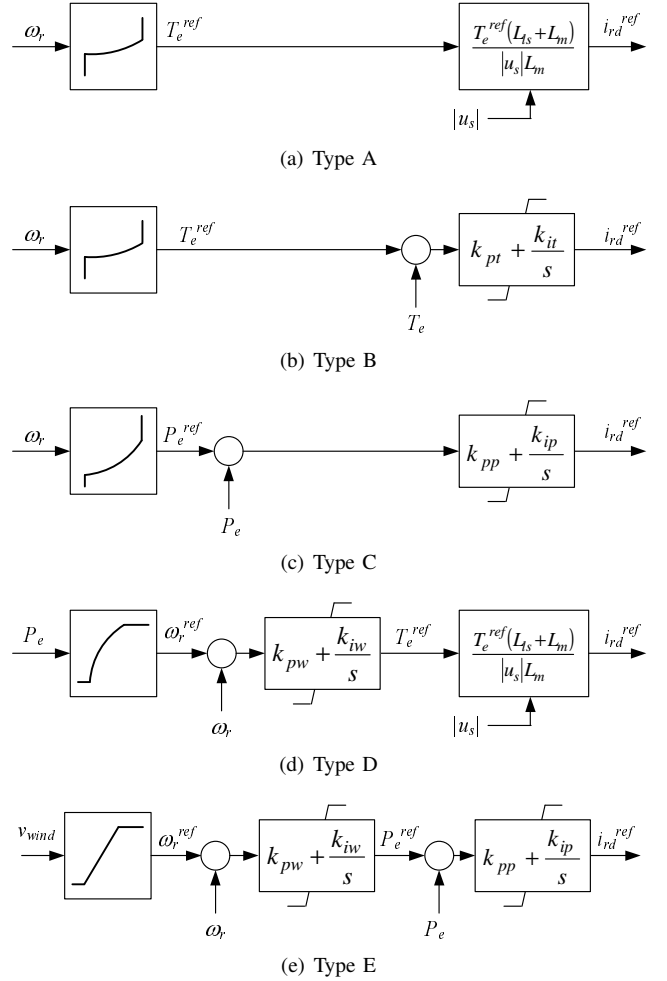 ω_r T_e^ref T_e^ref(L_ls+L_m) / |u_s|L_m i_rd^ref
|u_s|
(a) Type A
ω_r T_e^ref k_pt + k_it / s i_rd^ref
T_e
(b) Type B
ω_r P_e^ref k_pp + k_ip / s i_rd^ref
P_e
(c) Type C
P_e ω_r^ref k_pw + k_iw / s T_e^ref T_e^ref(L_ls+L_m) / |u_s|L_m i_rd^ref
ω_r |u_s|
(d) Type D
v_wind ω_r^ref k_pw + k_iw / s P_e^ref k_pp + k_ip / s i_rd^ref
ω_r P_e
(e) Type E